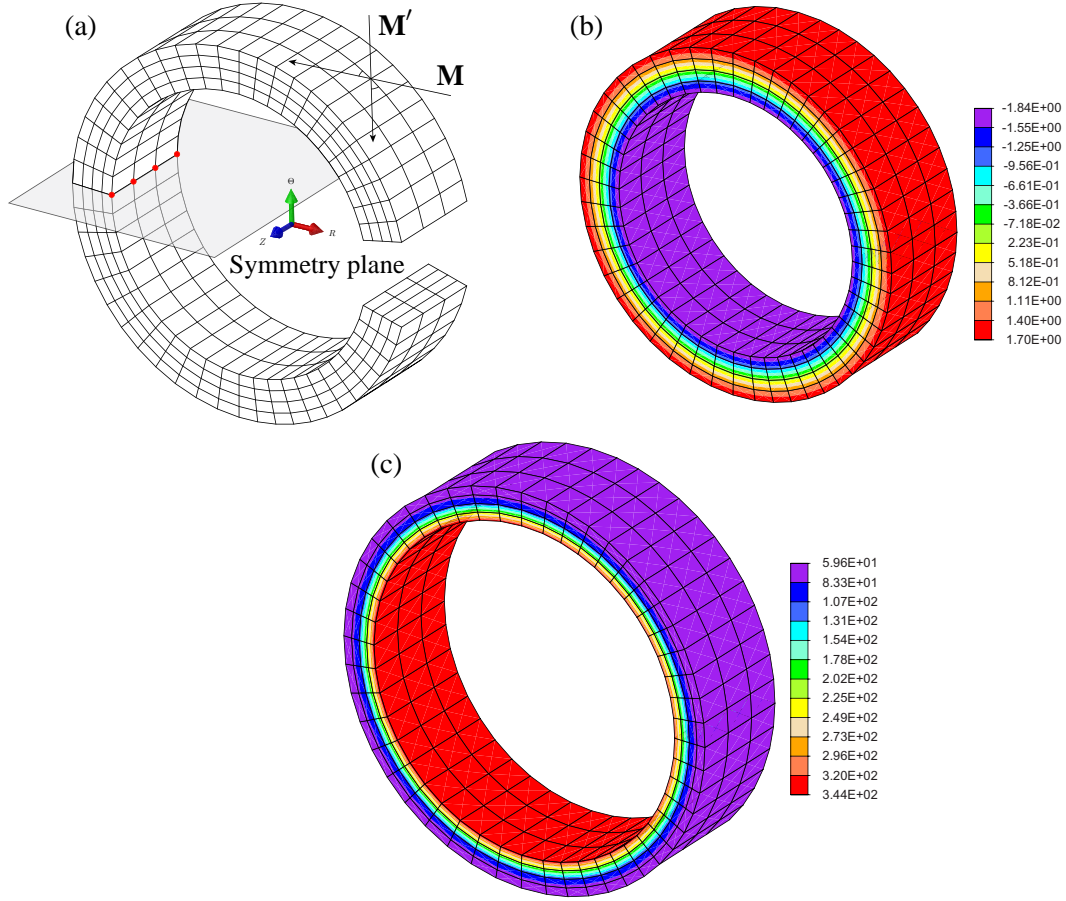 (a)
M′
M
Θ
R
Z
Symmetry plane
(b)
-1.84E+00
-1.55E+00
-1.25E+00
-9.56E-01
-6.61E-01
-3.66E-01
-7.18E-02
2.23E-01
5.18E-01
8.12E-01
1.11E+00
1.40E+00
1.70E+00
(c)
5.96E+01
8.33E+01
1.07E+02
1.31E+02
1.54E+02
1.78E+02
2.02E+02
2.25E+02
2.49E+02
2.73E+02
2.96E+02
3.20E+02
3.44E+02